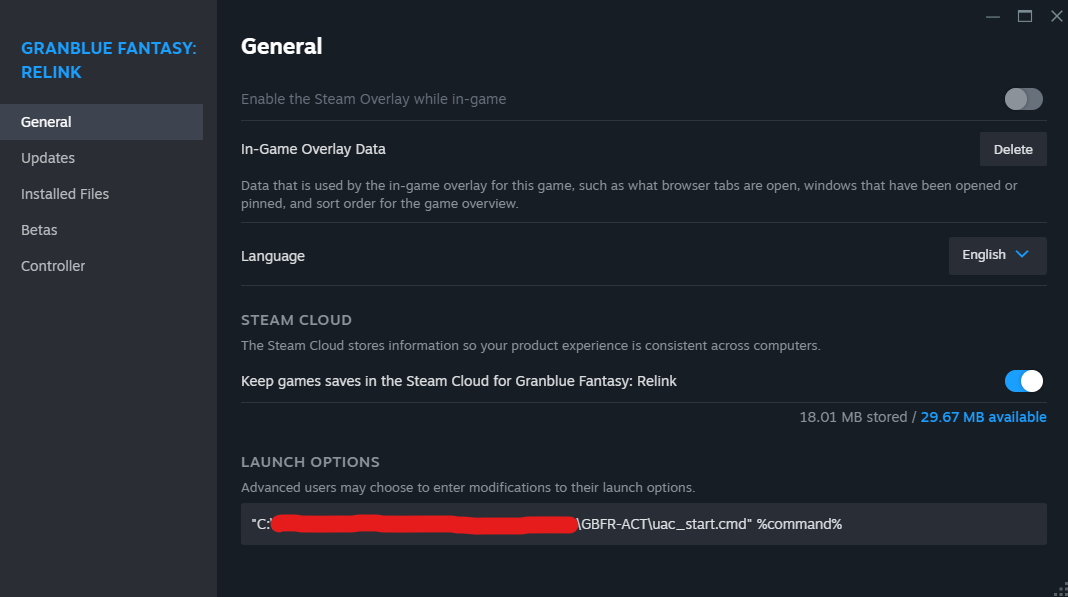 GRANBLUE FANTASY:
RELINK
General
Updates
Installed Files
Betas
Controller
General
Enable the Steam Overlay while in-game
In-Game Overlay Data
Delete
Data that is used by the in-game overlay for this game, such as what browser tabs are open, windows that have been opened or
pinned, and sort order for the game overview.
Language
English
STEAM CLOUD
The Steam Cloud stores information so your product experience is consistent across computers.
Keep games saves in the Steam Cloud for Granblue Fantasy: Relink
18.01 MB stored / 29.67 MB available
LAUNCH OPTIONS
Advanced users may choose to enter modifications to their launch options.
"C:\GBFR-ACT\uac_start.cmd" %command%